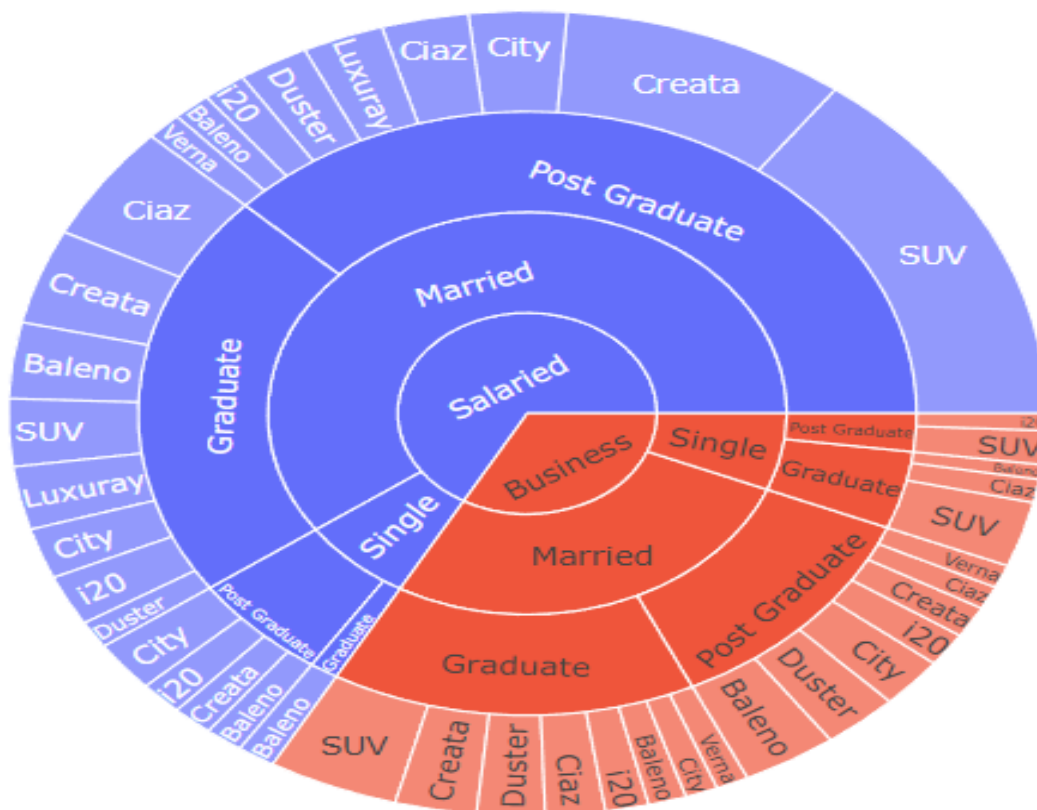 Salaried
Married
Post Graduate
SUV
Creata
City
Ciaz
Luxuray
Duster
i20
Baleno
Verna
Graduate
Ciaz
Creata
Baleno
SUV
Luxuray
City
i20
Duster
Single
Post Graduate
City
i20
Creata
Baleno
Graduate
Baleno
Business
Married
Graduate
SUV
Creata
Duster
Ciaz
i20
Baleno
City
Verna
Post Graduate
Baleno
Duster
City
i20
Creata
Ciaz
Verna
Single
Graduate
SUV
Ciaz
Baleno
Post Graduate
SUV
i20